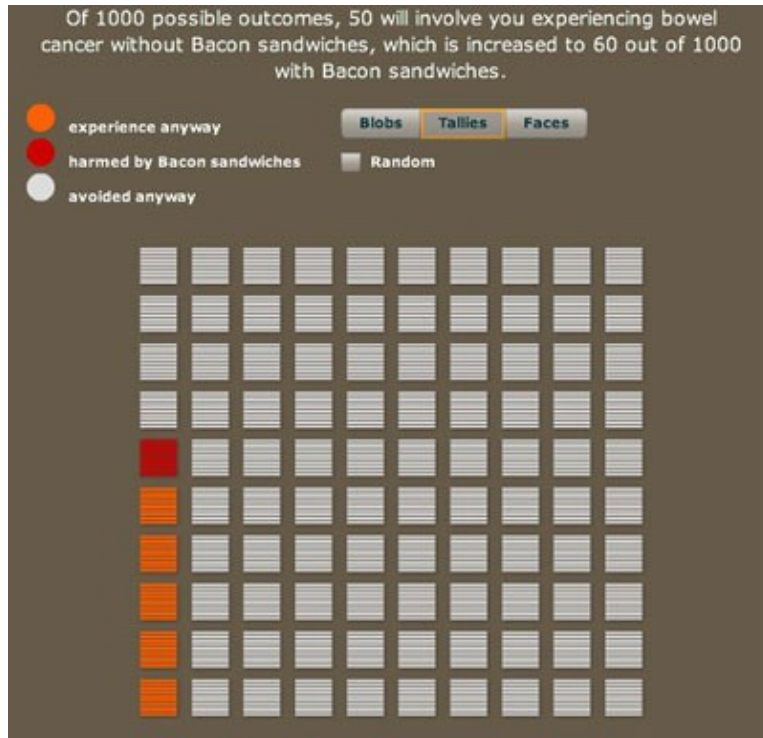 Of 1000 possible outcomes, 50 will involve you experiencing bowel
cancer without Bacon sandwiches, which is increased to 60 out of 1000
with Bacon sandwiches.
experience anyway
Blobs Tallies Faces
harmed by Bacon sandwiches
Random
avoided anyway